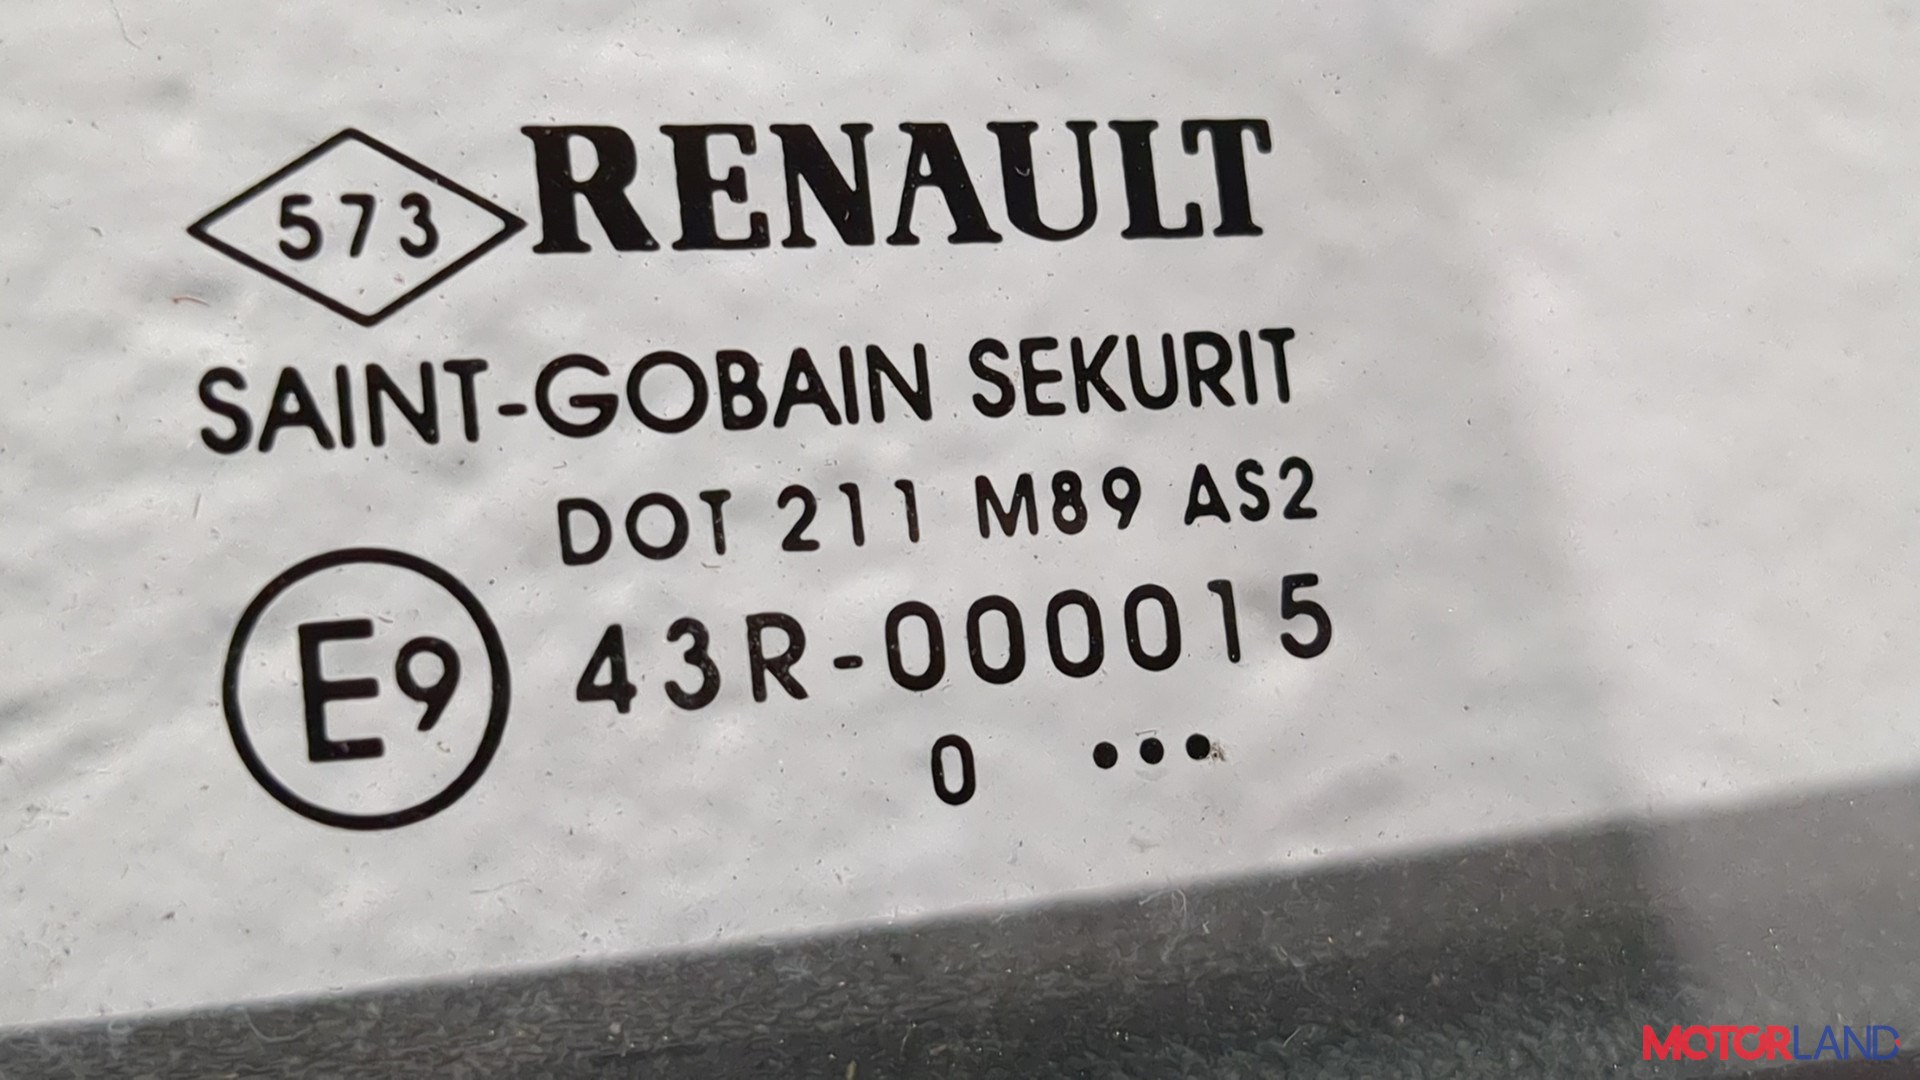 573 RENAULT
SAINT-GOBAIN SEKURIT
DOT 211 M89 AS2
E9 43R-000015
0 •••
MOTORLAND